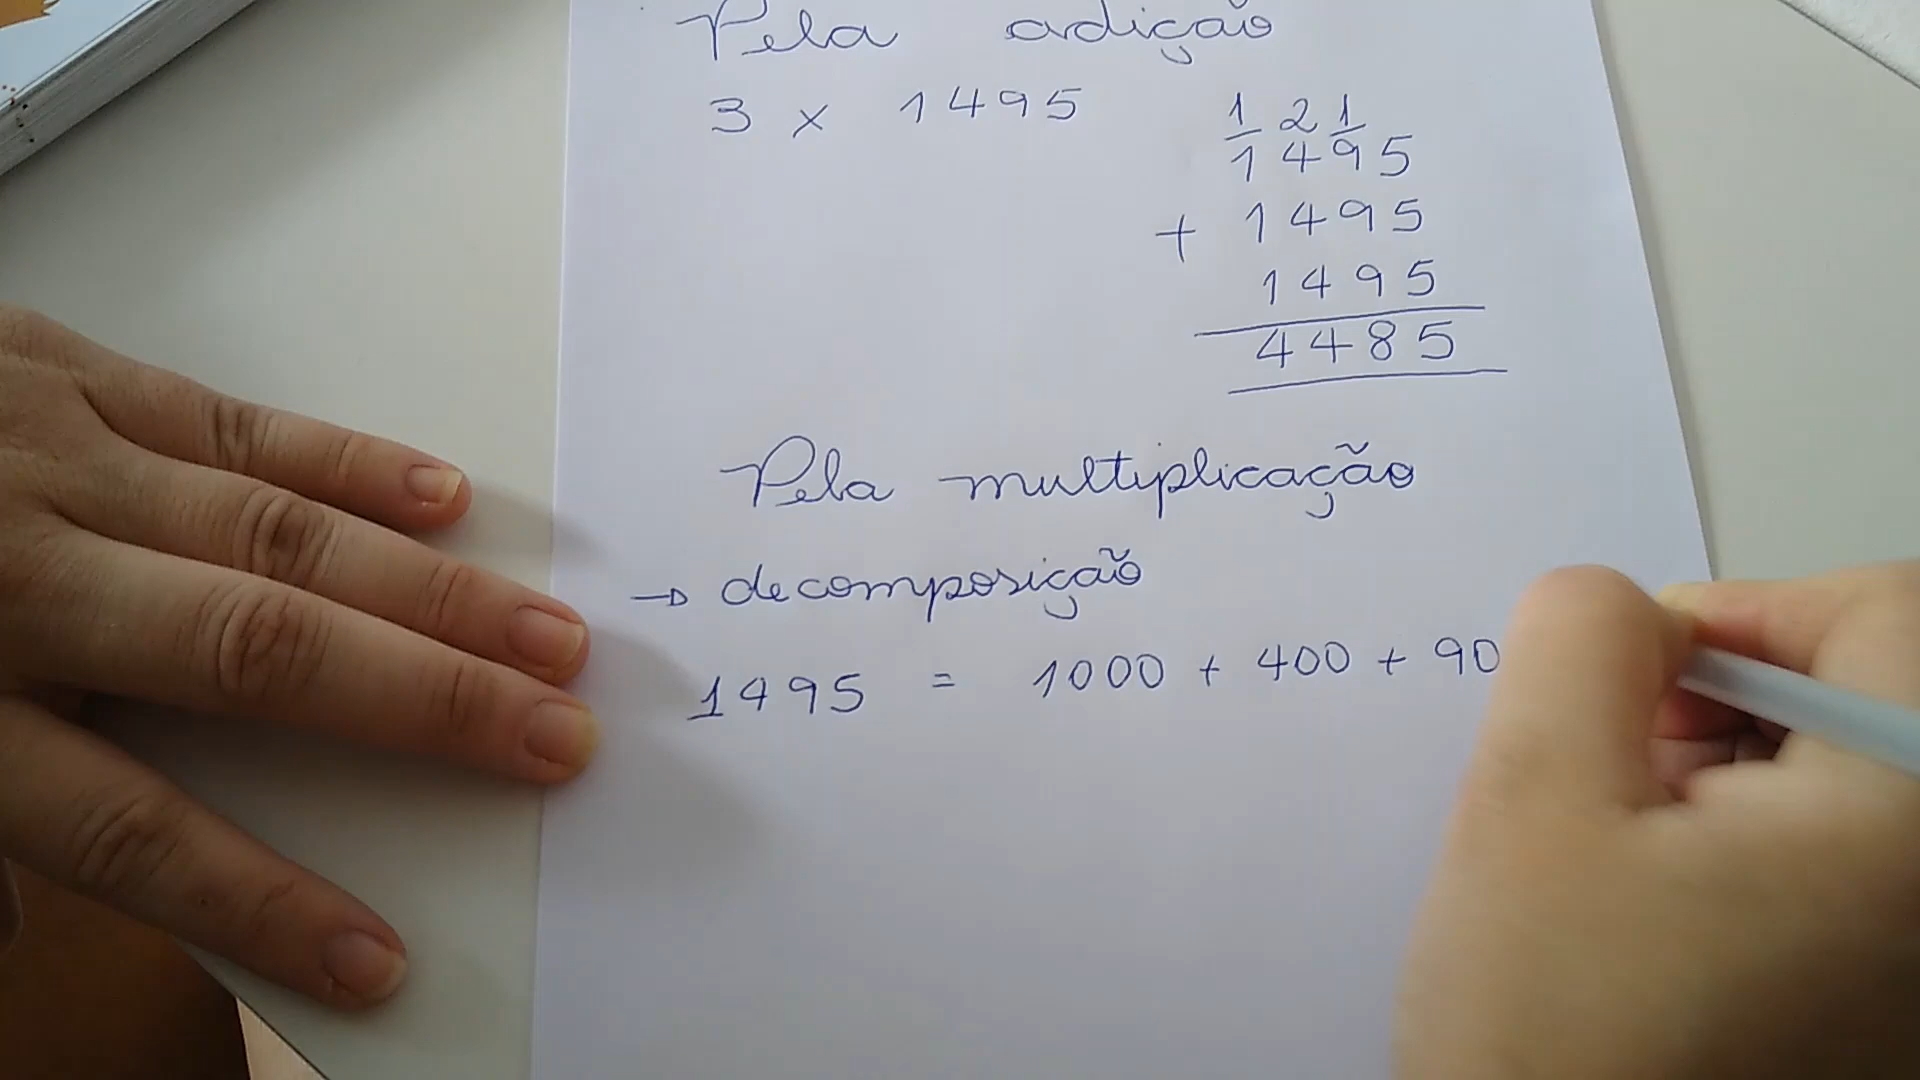 Pela adição
3 x 1495
1 2 1
1495
+ 1495
1495
4485
Pela multiplicação
→ decomposição
1495 = 1000 + 400 + 90